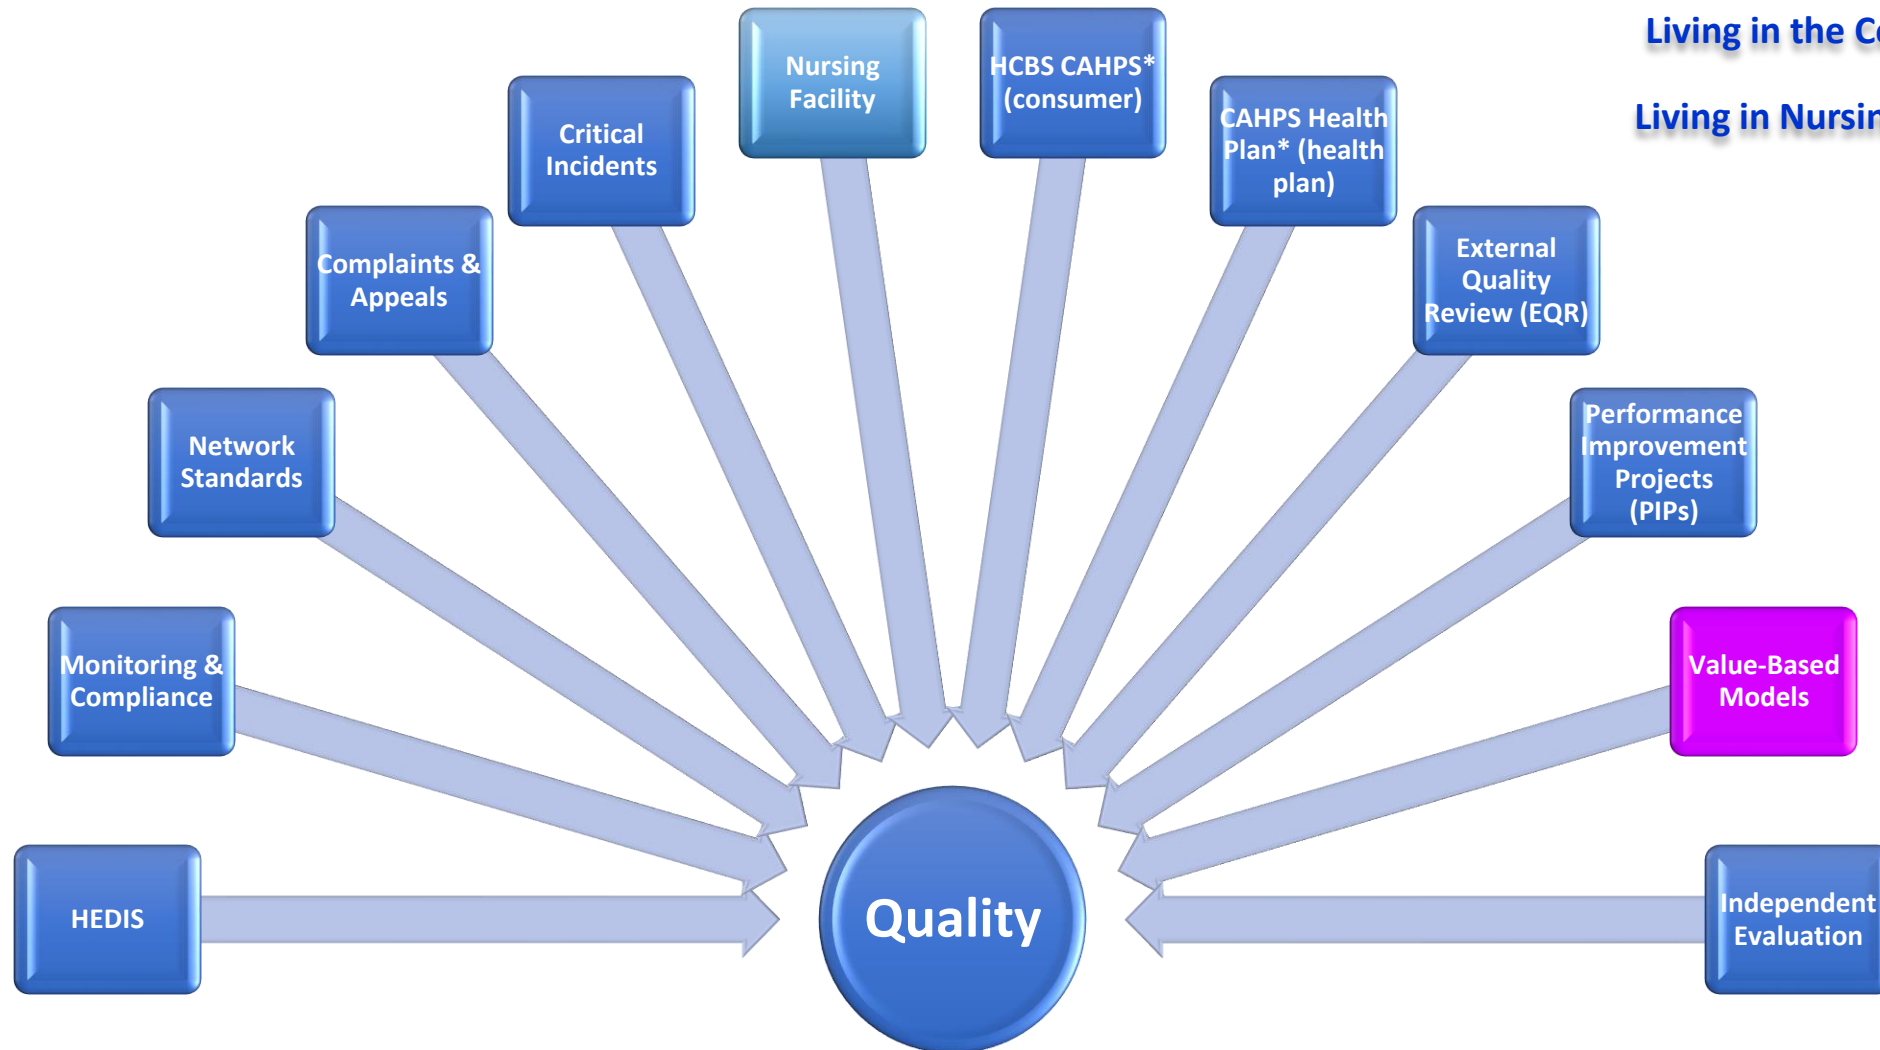 Living in the
Living in
Nursing
Facility
HCBS CAHPS*
(consumer)
CAHPS Health
Plan* (health
plan)
Critical
Incidents
External
Quality
Review (EQR)
Complaints &
Appeals
Performance
Improvement
Projects
(PIPs)
Network
Standards
Value-Based
Models
Monitoring &
Compliance
HEDIS
Quality
Independent
Evaluation